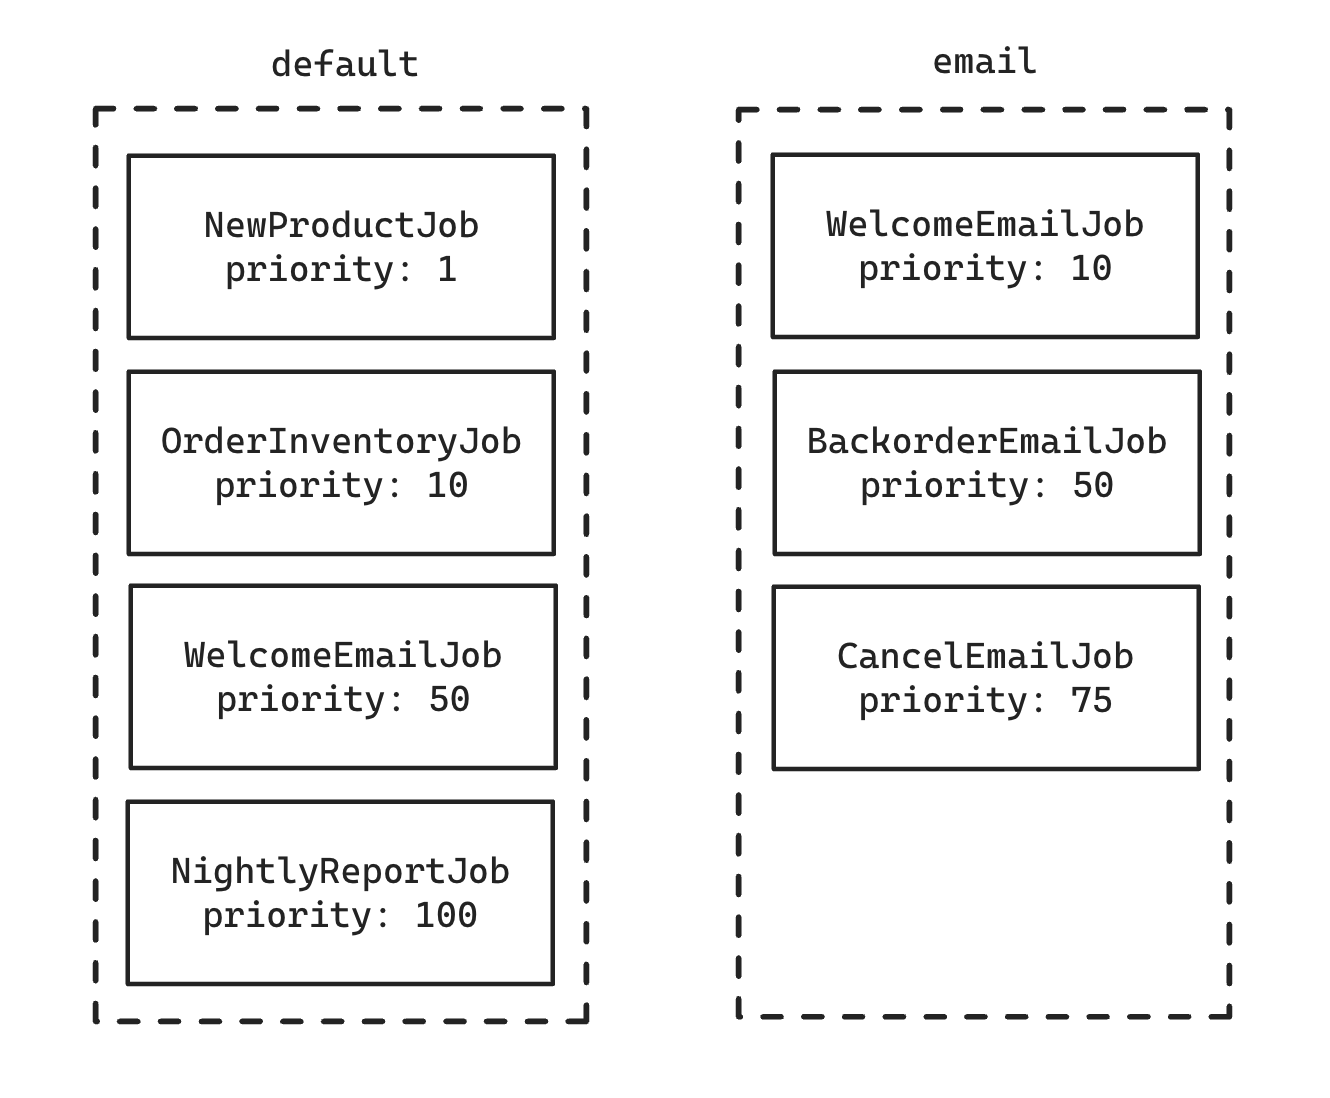 default
NewProductJob
priority: 1
OrderInventoryJob
priority: 10
WelcomeEmailJob
priority: 50
NightlyReportJob
priority: 100
email
WelcomeEmailJob
priority: 10
BackorderEmailJob
priority: 50
CancelEmailJob
priority: 75